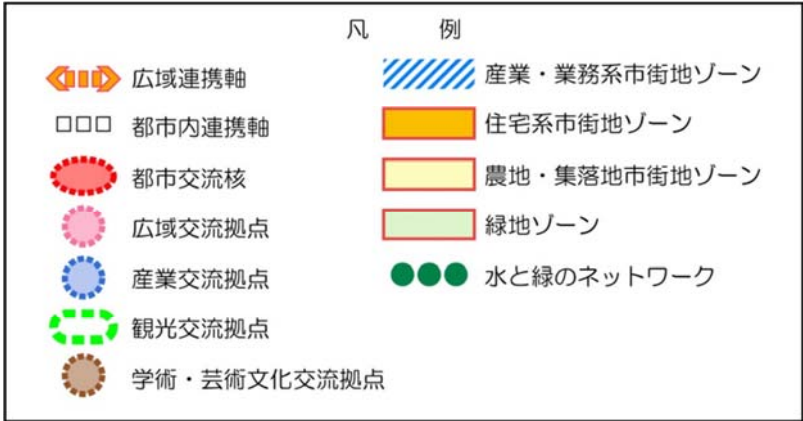 凡　例
広域連携軸
都市内連携軸
都市交流核
広域交流拠点
産業交流拠点
観光交流拠点
学術・芸術文化交流拠点
産業・業務系市街地ゾーン
住宅系市街地ゾーン
農地・集落地市街地ゾーン
緑地ゾーン
水と緑のネットワーク